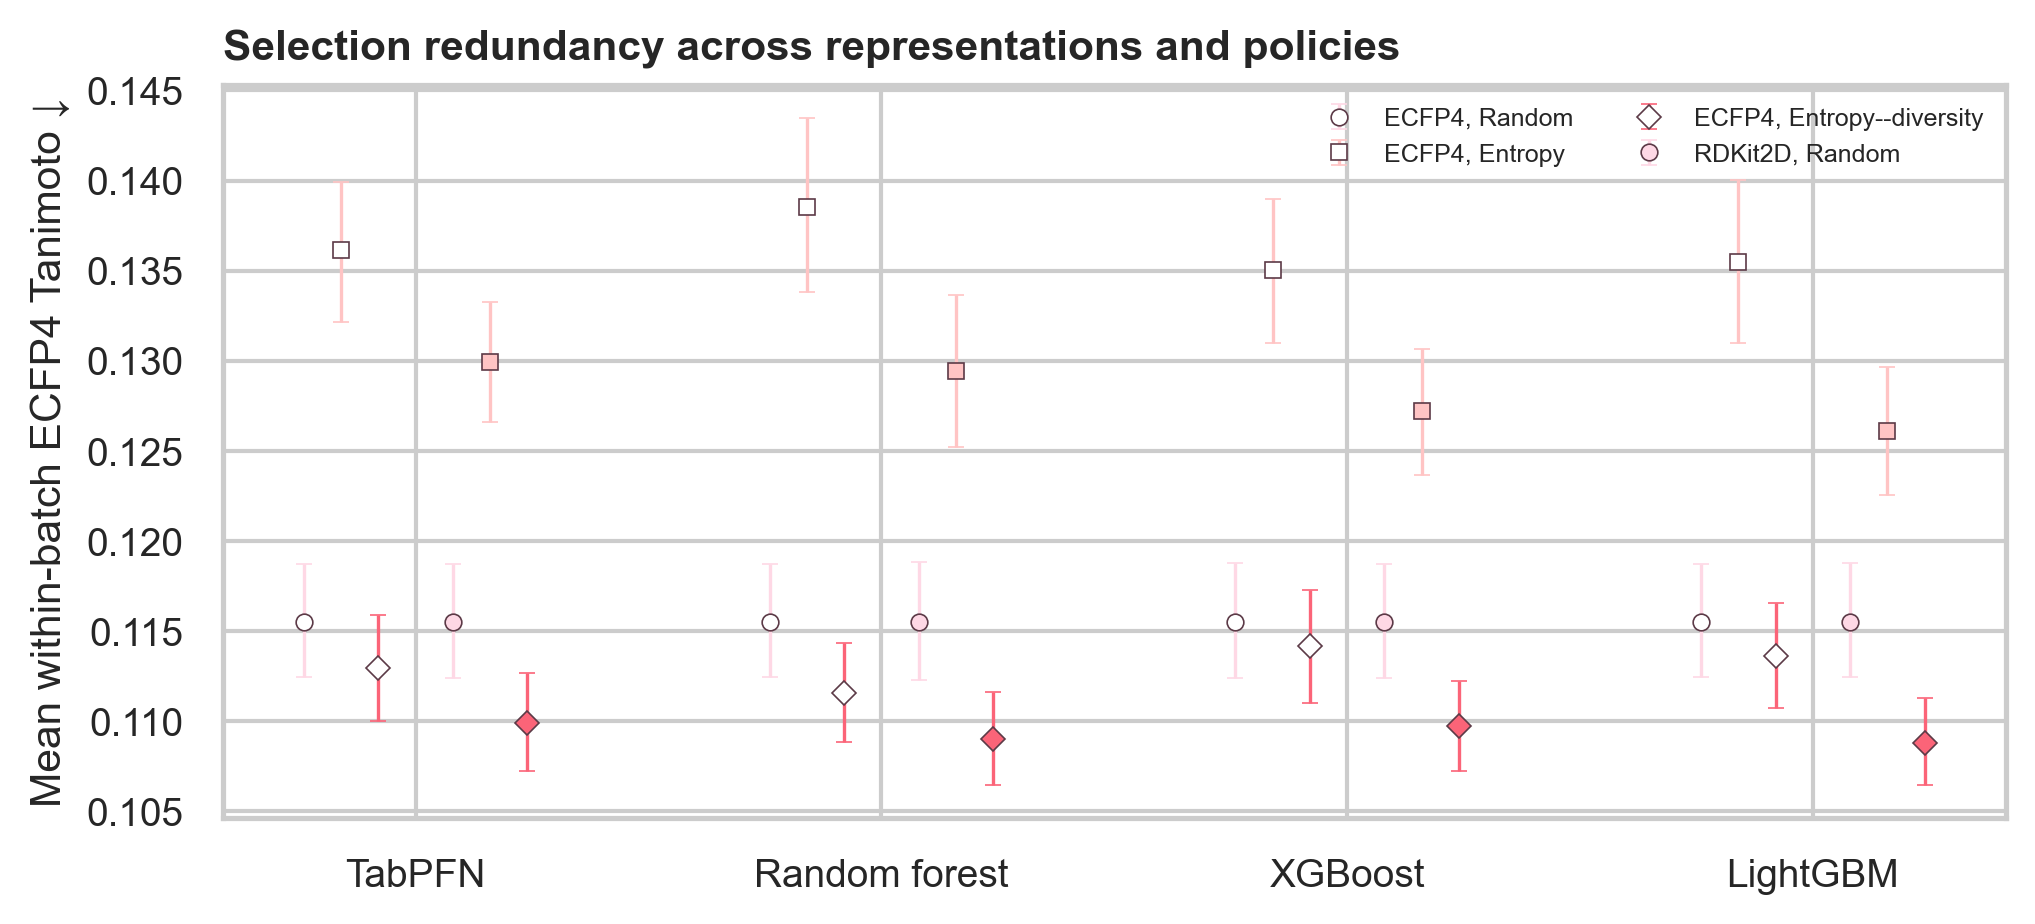 Selection redundancy across representations and policies
Mean within-batch ECFP4 Tanimoto ↓
0.145
0.140
0.135
0.130
0.125
0.120
0.115
0.110
0.105
ECFP4, Random
ECFP4, Entropy
ECFP4, Entropy--diversity
RDKit2D, Random
TabPFN
Random forest
XGBoost
LightGBM